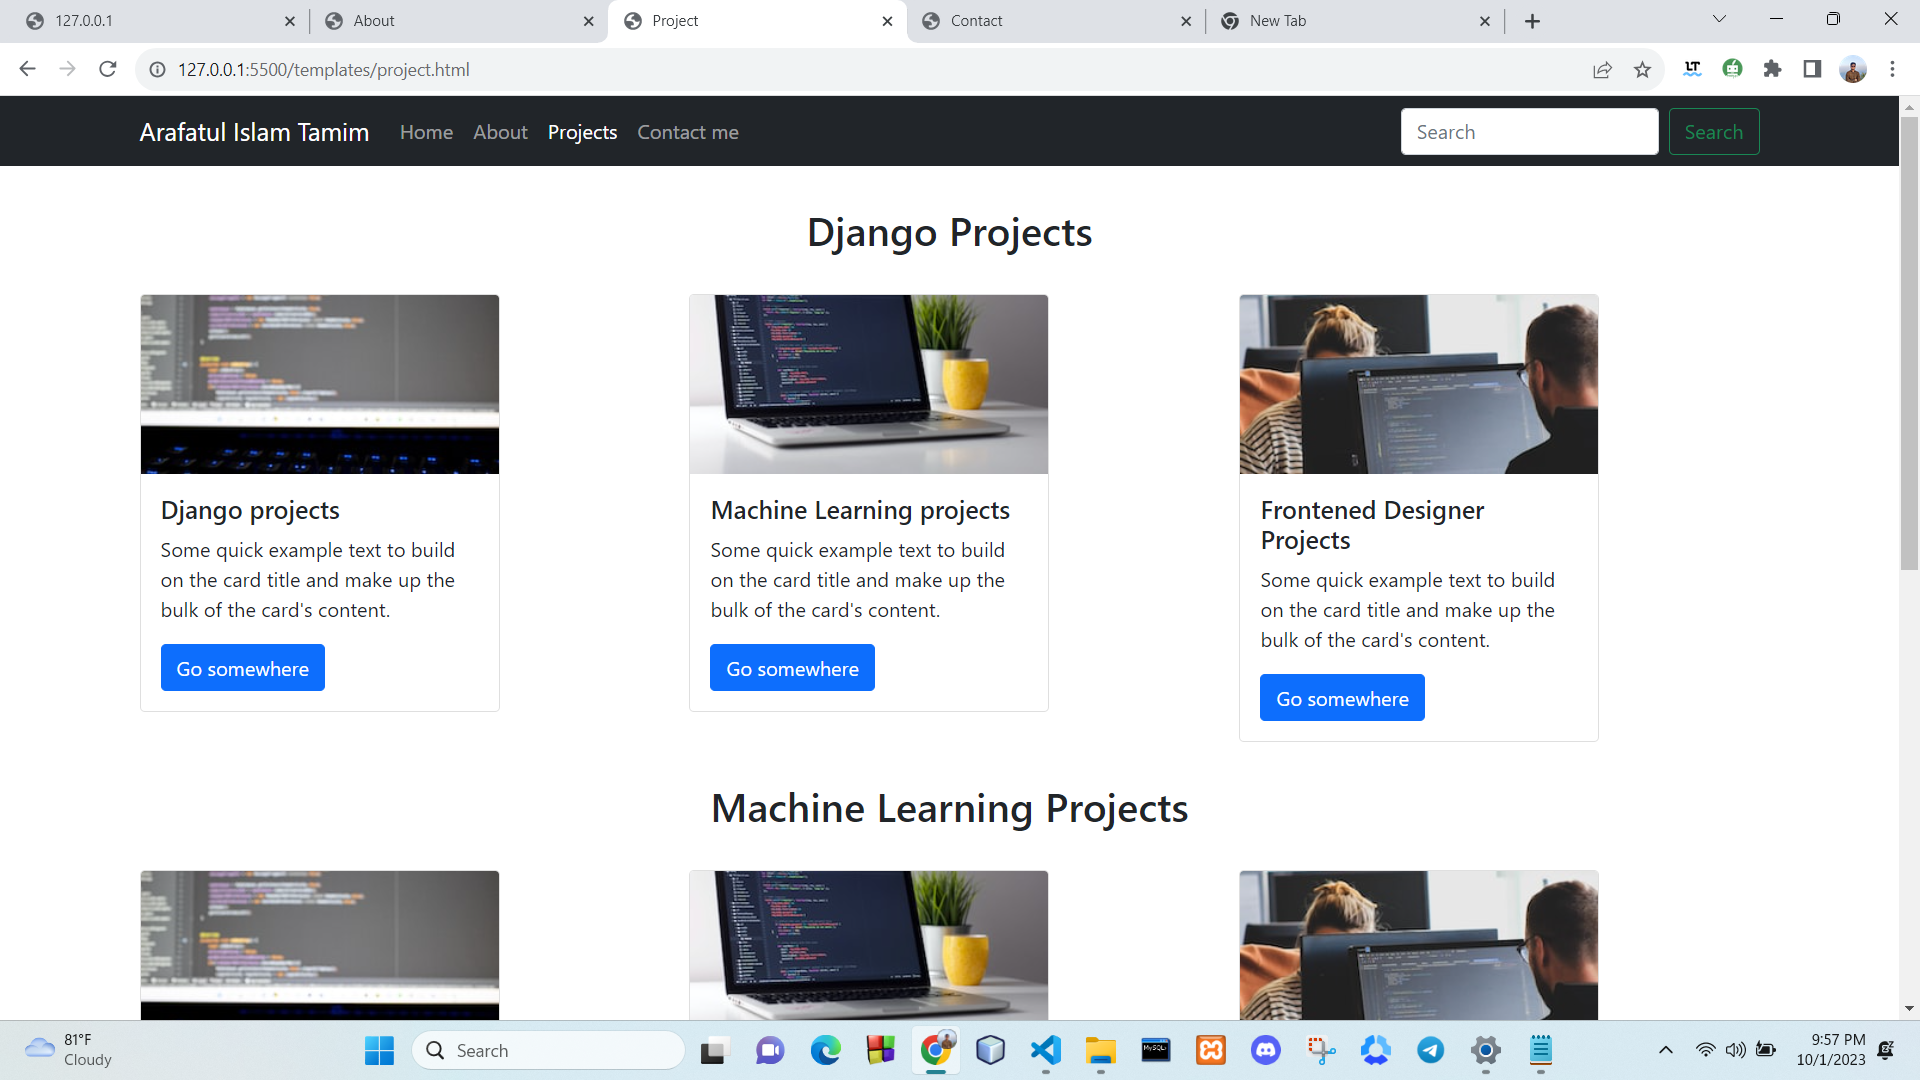 127.0.0.1
About
Project
Contact
New Tab
127.0.0.1:5500/templates/project.html
LT
Arafatul Islam Tamim
Home
About
Projects
Contact me
Search
Search
Django Projects
Django projects
Some quick example text to build
on the card title and make up the
bulk of the card's content.
Go somewhere
Machine Learning projects
Some quick example text to build
on the card title and make up the
bulk of the card's content.
Go somewhere
Frontened Designer
Projects
Some quick example text to build
on the card title and make up the
bulk of the card's content.
Go somewhere
Machine Learning Projects
81°F
Cloudy
Search
MySQL
9:57 PM
10/1/2023